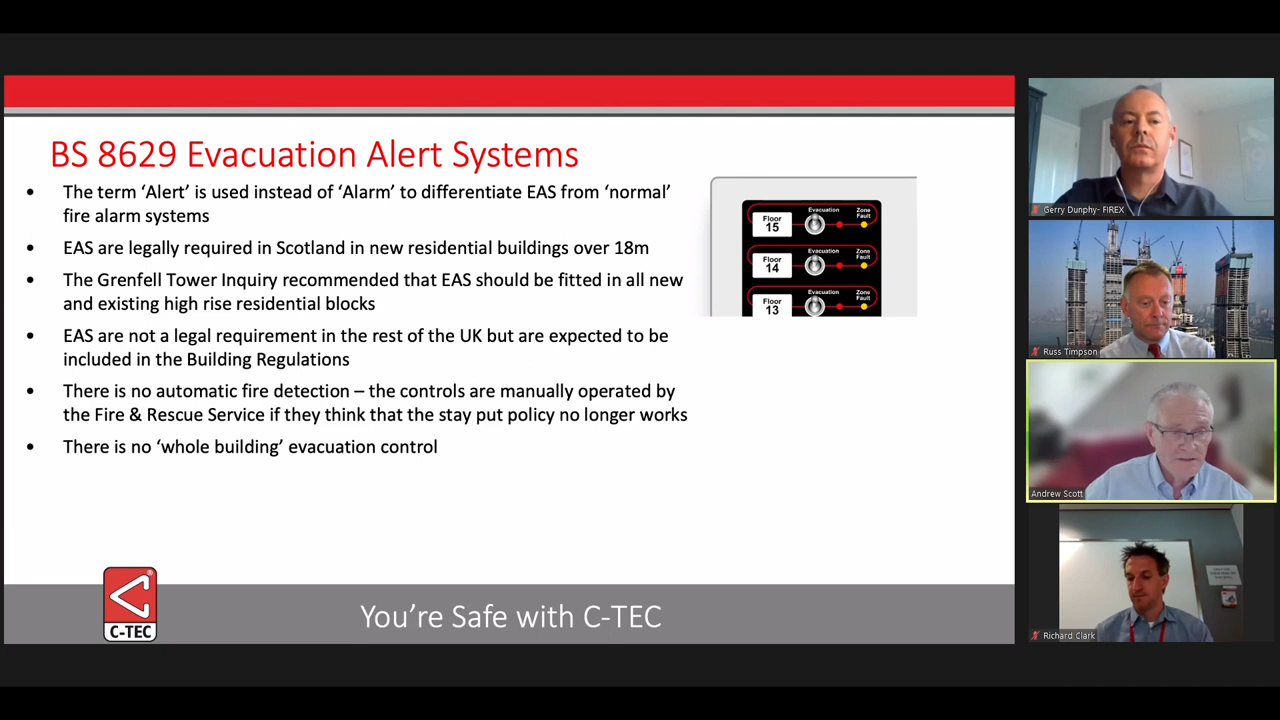 BS 8629 Evacuation Alert Systems
• The term ‘Alert’ is used instead of ‘Alarm’ to differentiate EAS from ‘normal’
fire alarm systems
• EAS are legally required in Scotland in new residential buildings over 18m
• The Grenfell Tower Inquiry recommended that EAS should be fitted in all new
and existing high rise residential blocks
• EAS are not a legal requirement in the rest of the UK but are expected to be
included in the Building Regulations
• There is no automatic fire detection – the controls are manually operated by
the Fire & Rescue Service if they think that the stay put policy no longer works
• There is no ‘whole building’ evacuation control
Floor
15
Evacuation
Zone
Fault
Floor
14
Evacuation
Zone
Fault
Floor
13
Evacuation
Zone
Fault
C-TEC
®
You’re Safe with C-TEC
Gerry Dunphy- FIREX
Russ Timpson
Andrew Scott
Richard Clark